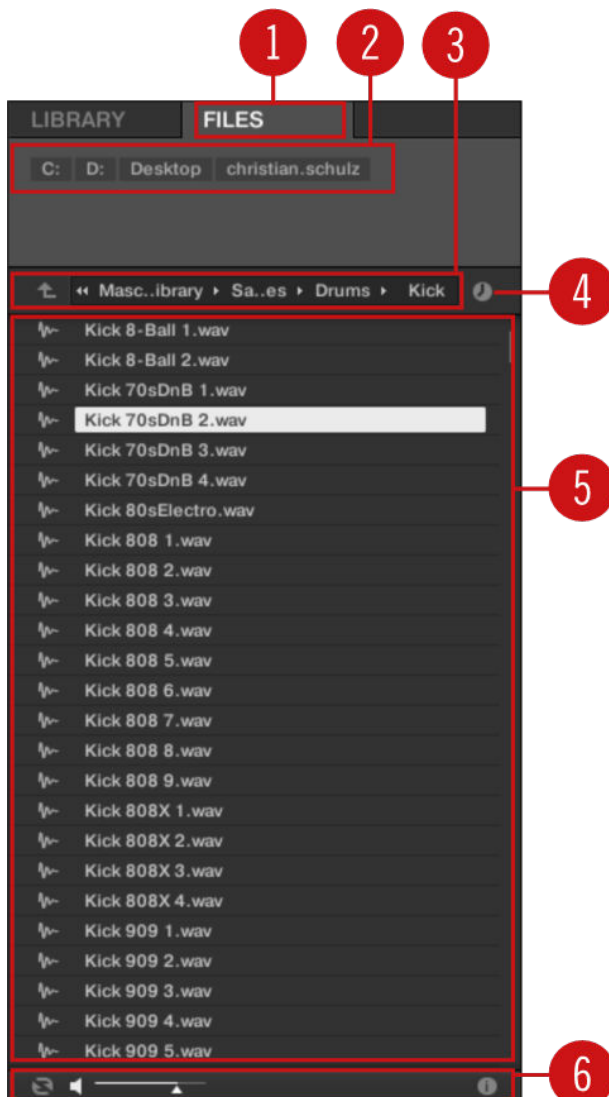 1 2 3
LIBRARY FILES
C: D: Desktop christian.schulz
Masc..ibrary Sa..es Drums Kick 4
Kick 8-Ball 1.wav
Kick 8-Ball 2.wav
Kick 70sDnB 1.wav
Kick 70sDnB 2.wav
Kick 70sDnB 3.wav
Kick 70sDnB 4.wav
5
Kick 80sElectro.wav
Kick 808 1.wav
Kick 808 2.wav
Kick 808 3.wav
Kick 808 4.wav
Kick 808 5.wav
Kick 808 6.wav
Kick 808 7.wav
Kick 808 8.wav
Kick 808 9.wav
Kick 808X 1.wav
Kick 808X 2.wav
Kick 808X 3.wav
Kick 808X 4.wav
Kick 909 1.wav
Kick 909 2.wav
Kick 909 3.wav
Kick 909 4.wav
Kick 909 5.wav
6